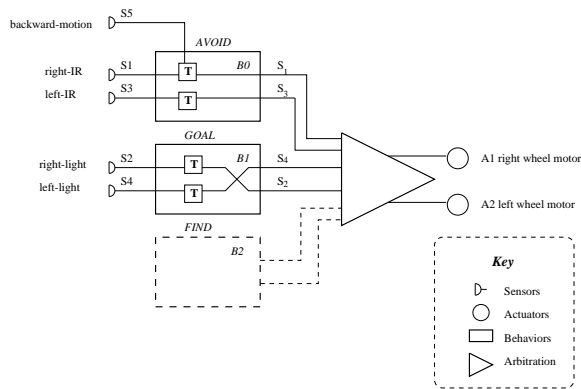 S5
backward-motion
AVOID
right-IR S1 T B0 S1
left-IR S3 T S3
GOAL
right-light S2 T B1 S4
left-light S4 T S2
A1 right wheel motor
A2 left wheel motor
FIND
B2
Key
Sensors
Actuators
Behaviors
Arbitration